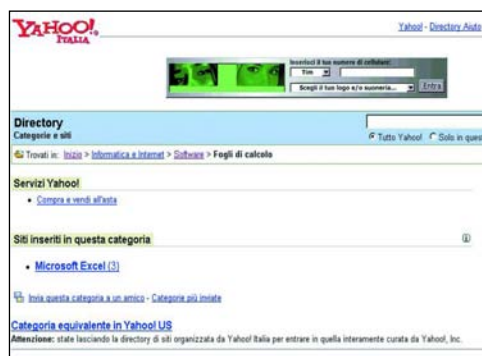 YAHOO!
ITALIA
Yahoo! - Directory Aiuto
Inserisci il tuo numero di cellulare:
Tim
Scegli il tuo logo e/o suoneria...
Entra
Directory
Categorie e siti
Tutto Yahoo! Solo in ques
Trovati in: Inizio > Informatica e Internet > Software > Fogli di calcolo
Servizi Yahoo!
Compra e vendi all'asta
Siti inseriti in questa categoria
Microsoft Excel (3)
Invia questa categoria a un amico - Categorie più inviate
Categoria equivalente in Yahoo! US
Attenzione: state lasciando la directory di siti organizzata da Yahoo! Italia per entrare in quella interamente curata da Yahoo!, Inc.